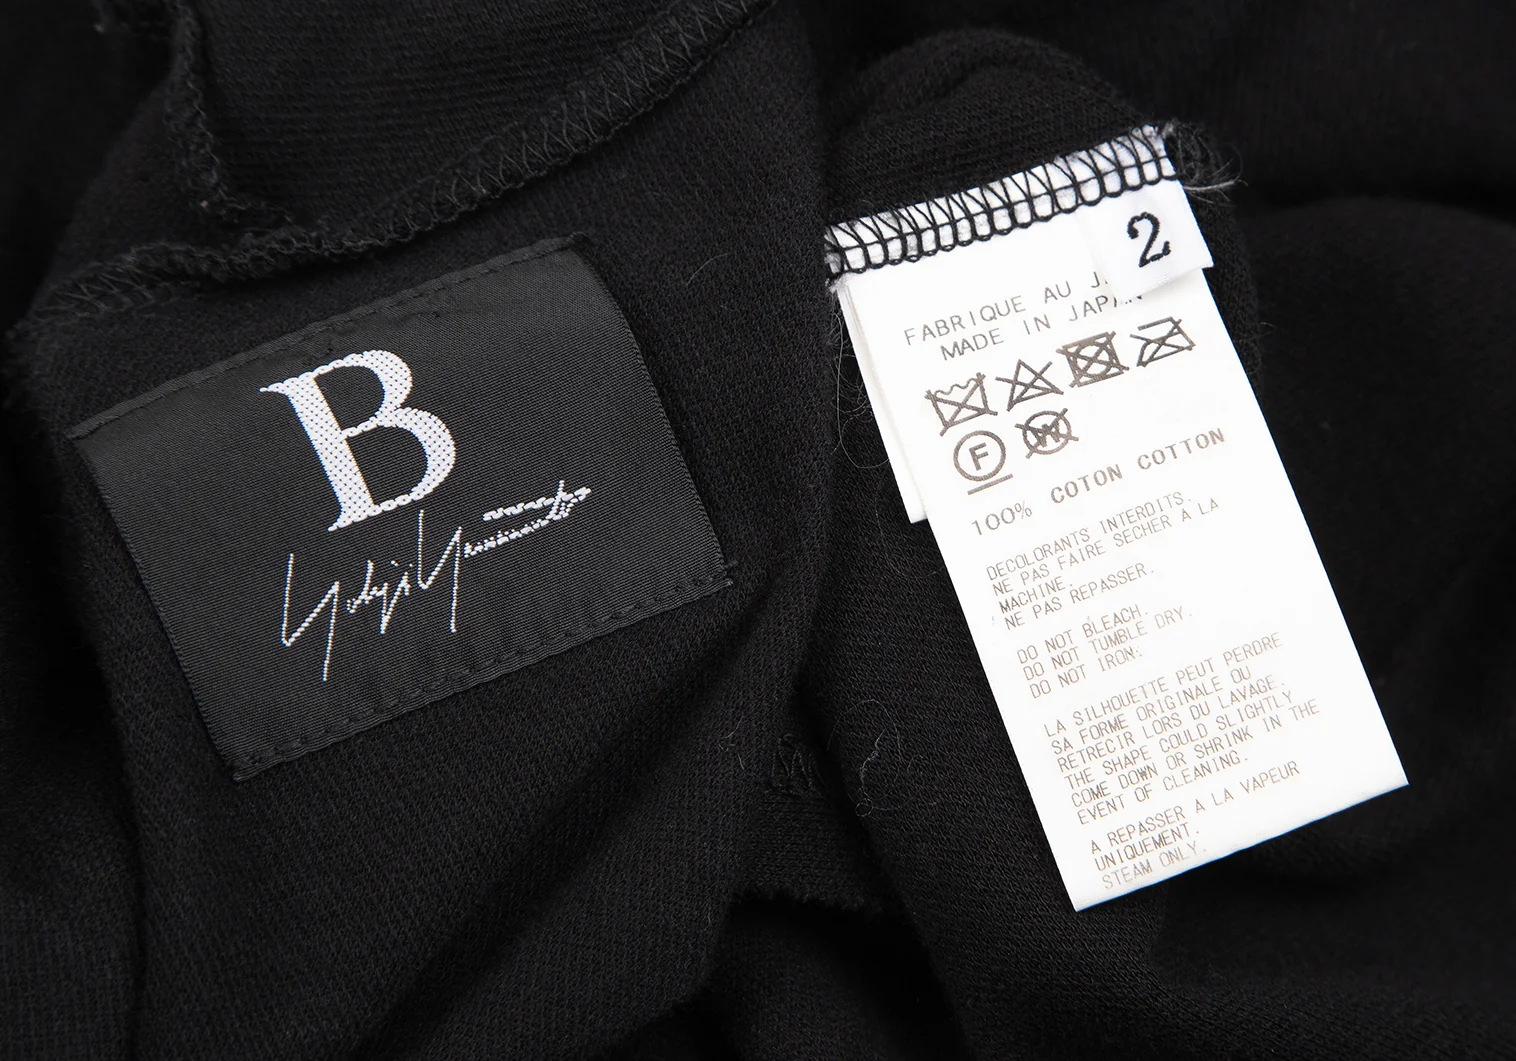 B
Yohji Yamamoto
2
FABRIQUE AU
MADE IN JAPAN
F
W
100% COTON COTTON
DECOLORANTS INTERDITS.
NE PAS FAIRE SECHER A LA
MACHINE.
NE PAS REPASSER.
DO NOT BLEACH.
DO NOT TUMBLE DRY.
DO NOT IRON.
LA SILHOUETTE PEUT PERDRE
SA FORME ORIGINALE OU
RETRECIR LORS DU LAVAGE.
THE SHAPE COULD SLIGHTLY
COME DOWN OR SHRINK IN THE
EVENT OF CLEANING.
A REPASSER A LA VAPEUR
UNIQUEMENT.
STEAM ONLY.